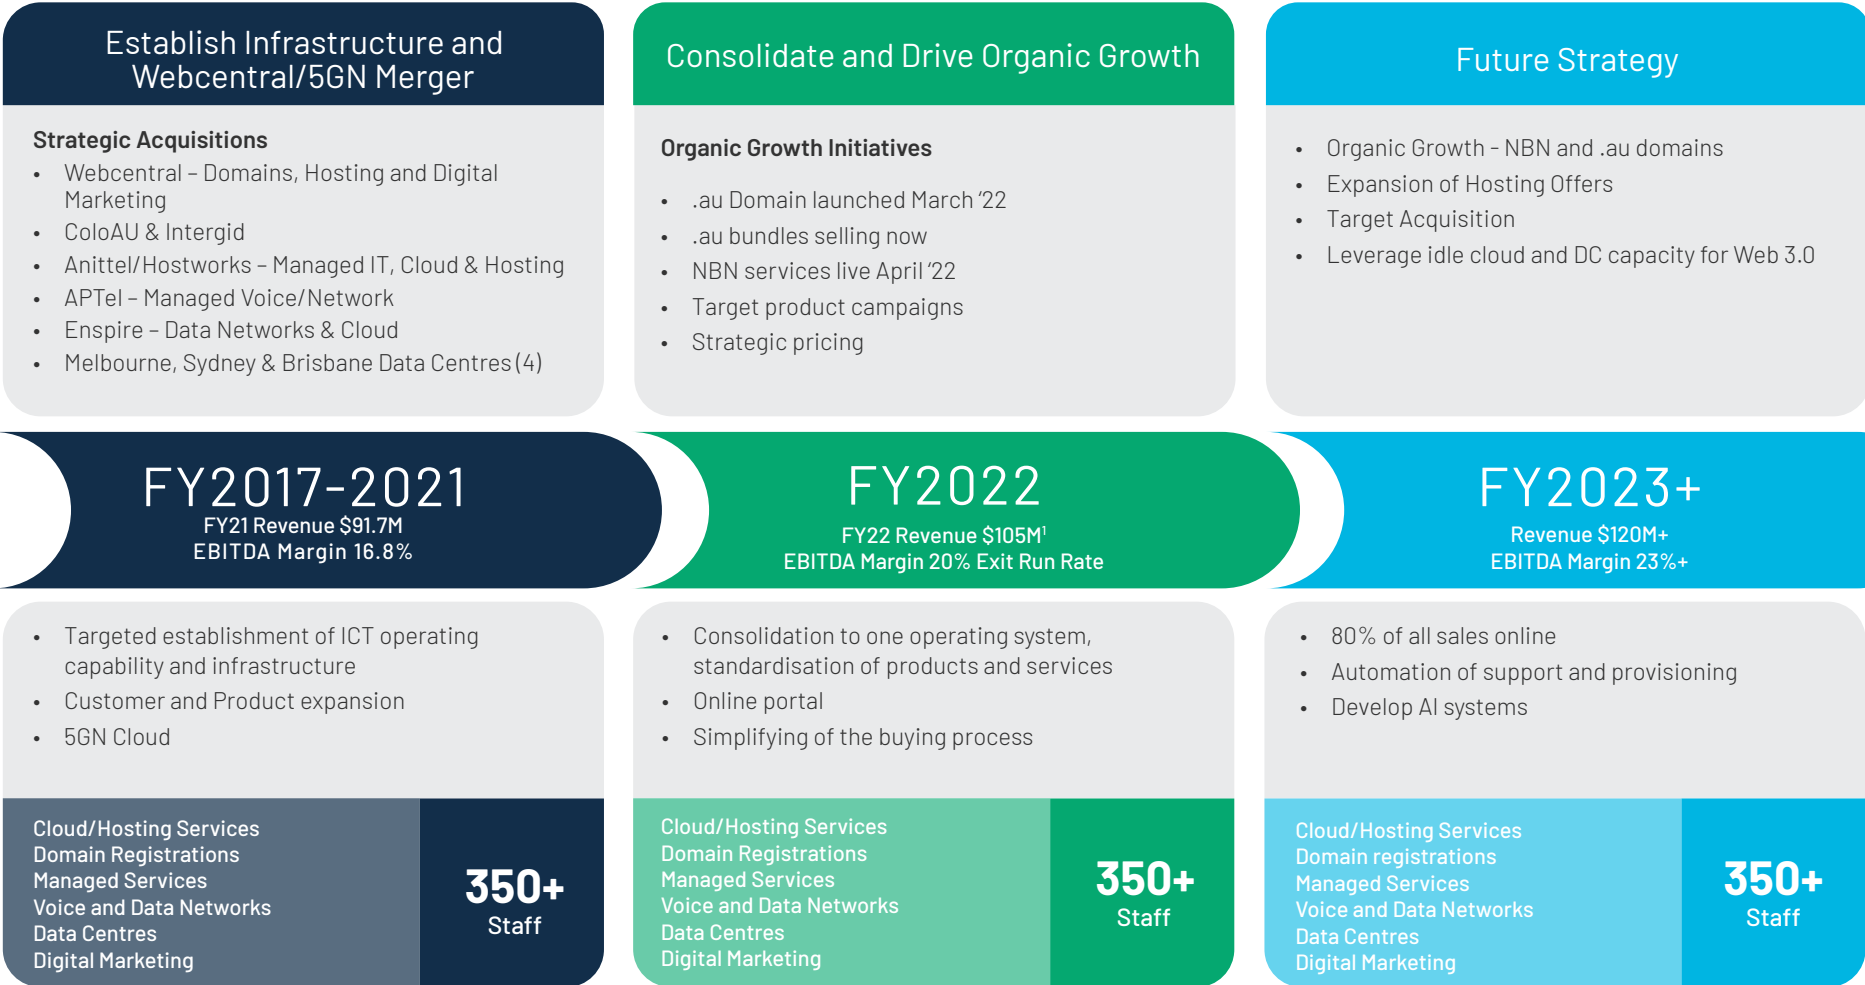 Establish Infrastructure and
Webcentral/5GN Merger
Strategic Acquisitions
• Webcentral – Domains, Hosting and Digital
Marketing
• ColoAU & Intergid
• Anittel/Hostworks – Managed IT, Cloud & Hosting
• APTel – Managed Voice/Network
• Enspire – Data Networks & Cloud
• Melbourne, Sydney & Brisbane Data Centres (4)
Consolidate and Drive Organic Growth
Organic Growth Initiatives
• .au Domain launched March ‘22
• .au bundles selling now
• NBN services live April ‘22
• Target product campaigns
• Strategic pricing
Future Strategy
• Organic Growth - NBN and .au domains
• Expansion of Hosting Offers
• Target Acquisition
• Leverage idle cloud and DC capacity for Web 3.0
FY2017-2021
FY21 Revenue $91.7M
EBITDA Margin 16.8%
FY2022
FY22 Revenue $105M¹
EBITDA Margin 20% Exit Run Rate
FY2023+
Revenue $120M+
EBITDA Margin 23%+
• Targeted establishment of ICT operating
capability and infrastructure
• Customer and Product expansion
• 5GN Cloud
• Consolidation to one operating system,
standardisation of products and services
• Online portal
• Simplifying of the buying process
• 80% of all sales online
• Automation of support and provisioning
• Develop AI systems
Cloud/Hosting Services
Domain Registrations
Managed Services
Voice and Data Networks
Data Centres
Digital Marketing
350+
Staff
Cloud/Hosting Services
Domain Registrations
Managed Services
Voice and Data Networks
Data Centres
Digital Marketing
350+
Staff
Cloud/Hosting Services
Domain registrations
Managed Services
Voice and Data Networks
Data Centres
Digital Marketing
350+
Staff